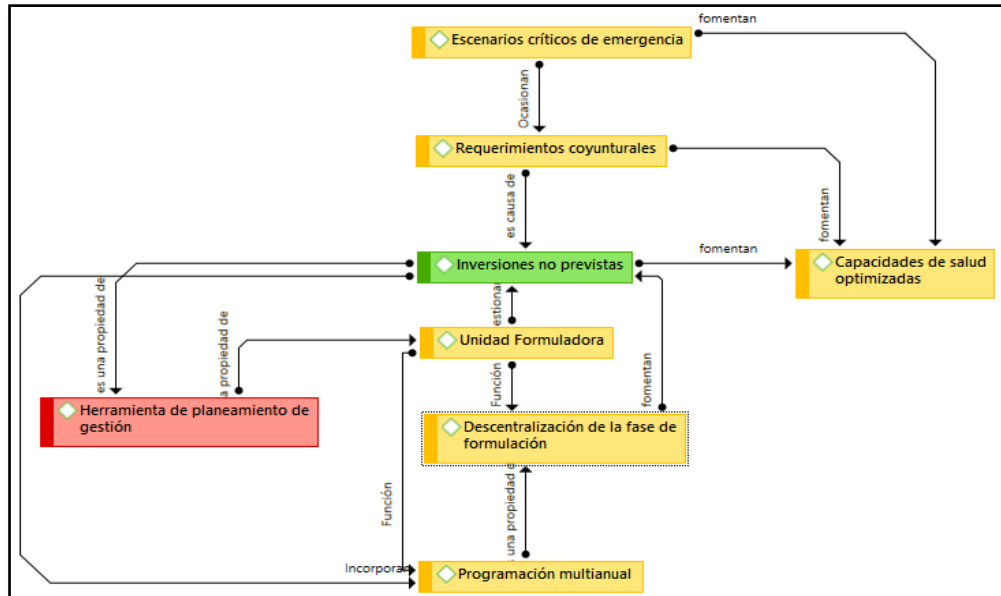 fomentan
Escenarios críticos de emergencia
Ocasionan
Requerimientos coyunturales
es causa de
fomentan
fomentan
Inversiones no previstas
Capacidades de salud
optimizadas
es una propiedad de
a propiedad de
estionar
Unidad Formuladora
Función
fomentan
Herramienta de planeamiento de
gestión
Descentralización de la fase de
formulación
Función
una propiedad d
Incorporan
Programación multianual